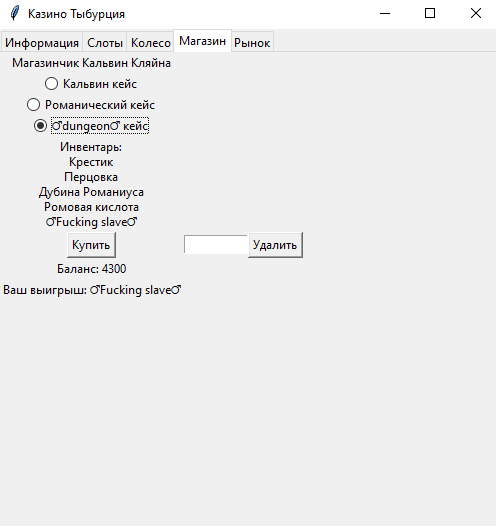 Казино Тыбурция
Информация Слоты Колесо Магазин Рынок
Магазинчик Кальвин Кляйна
Кальвин кейс
Романический кейс
♂dungeon♂ кейс
Инвентарь:
Крестик
Перцовка
Дубина Романиуса
Ромовая кислота
♂Fucking slave♂
Купить Удалить
Баланс: 4300
Ваш выигрыш: ♂Fucking slave♂